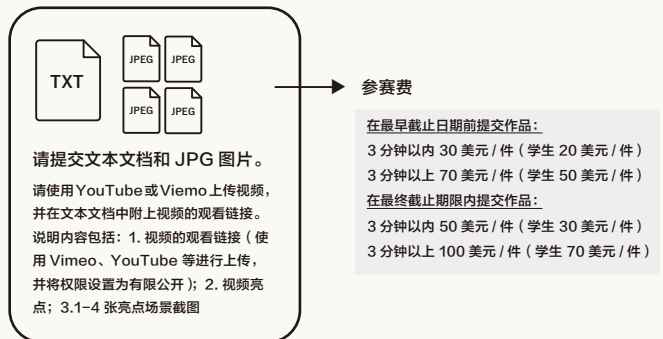 TXT
JPEG
JPEG
JPEG
JPEG
请提交文本文档和 JPG 图片。
请使用YouTube或Viemo上传视频，
并在文本文档中附上视频的观看链接。
说明内容包括：1. 视频的观看链接（使
用 Vimeo、YouTube 等进行上传，
并将权限设置为有限公开）；2. 视频亮
点；3.1-4 张亮点场景截图
参赛费
在最早截止日期前提交作品：
3 分钟以内 30 美元 / 件（学生 20 美元 / 件）
3 分钟以上 70 美元 / 件（学生 50 美元 / 件）
在最终截止期限内提交作品：
3 分钟以内 50 美元 / 件（学生 30 美元 / 件）
3 分钟以上 100 美元 / 件（学生 70 美元 / 件）